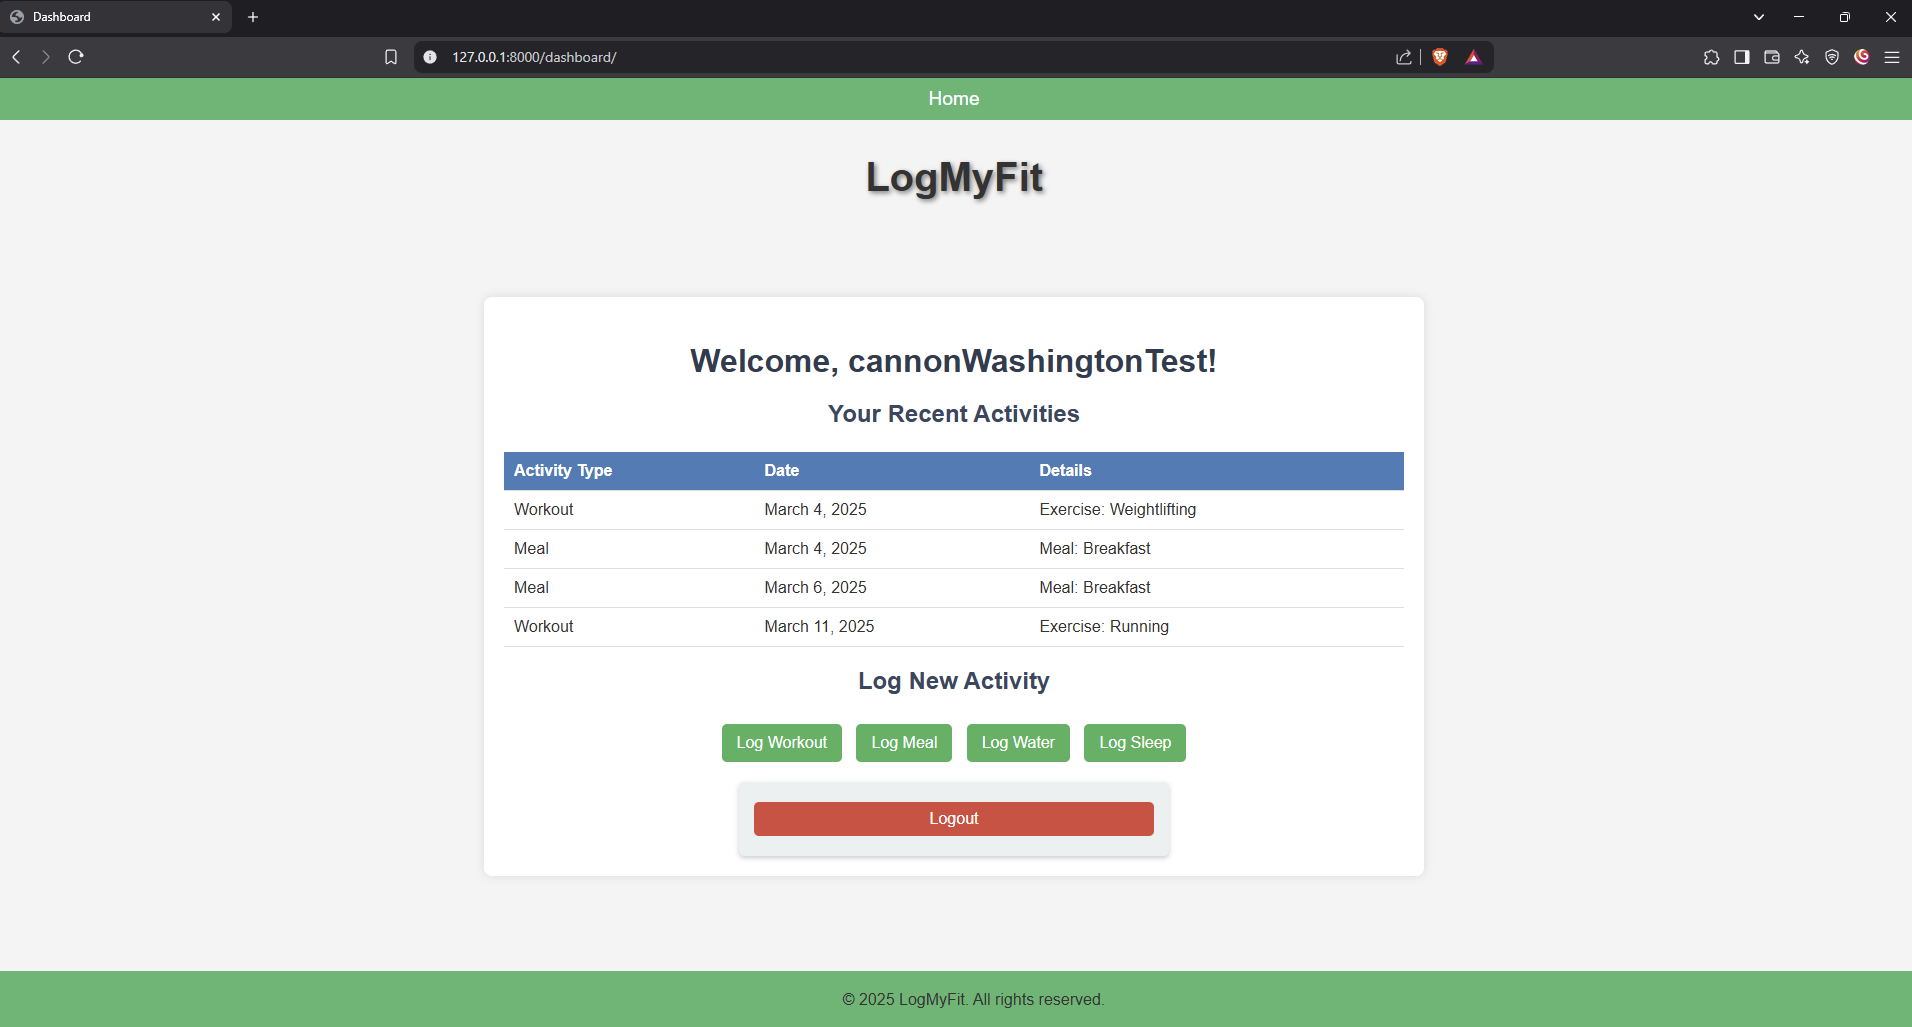 Dashboard
127.0.0.1:8000/dashboard/
Home
LogMyFit
Welcome, cannonWashingtonTest!
Your Recent Activities
Activity Type Date Details
Workout March 4, 2025 Exercise: Weightlifting
Meal March 4, 2025 Meal: Breakfast
Meal March 6, 2025 Meal: Breakfast
Workout March 11, 2025 Exercise: Running
Log New Activity
Log Workout Log Meal Log Water Log Sleep
Logout
© 2025 LogMyFit. All rights reserved.